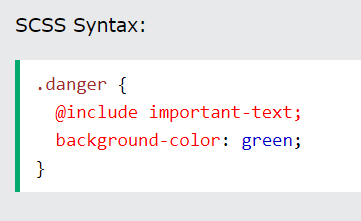 SCSS Syntax:
.danger {
  @include important-text;
  background-color: green;
}